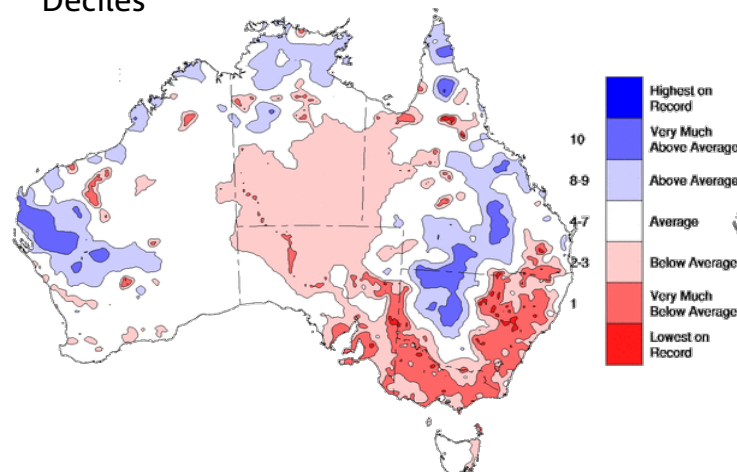 Deciles
Highest on
Record
10
Very Much
Above Average
8-9
Above Average
4-7
Average
2-3
Below Average
1
Very Much
Below Average
Lowest on
Record